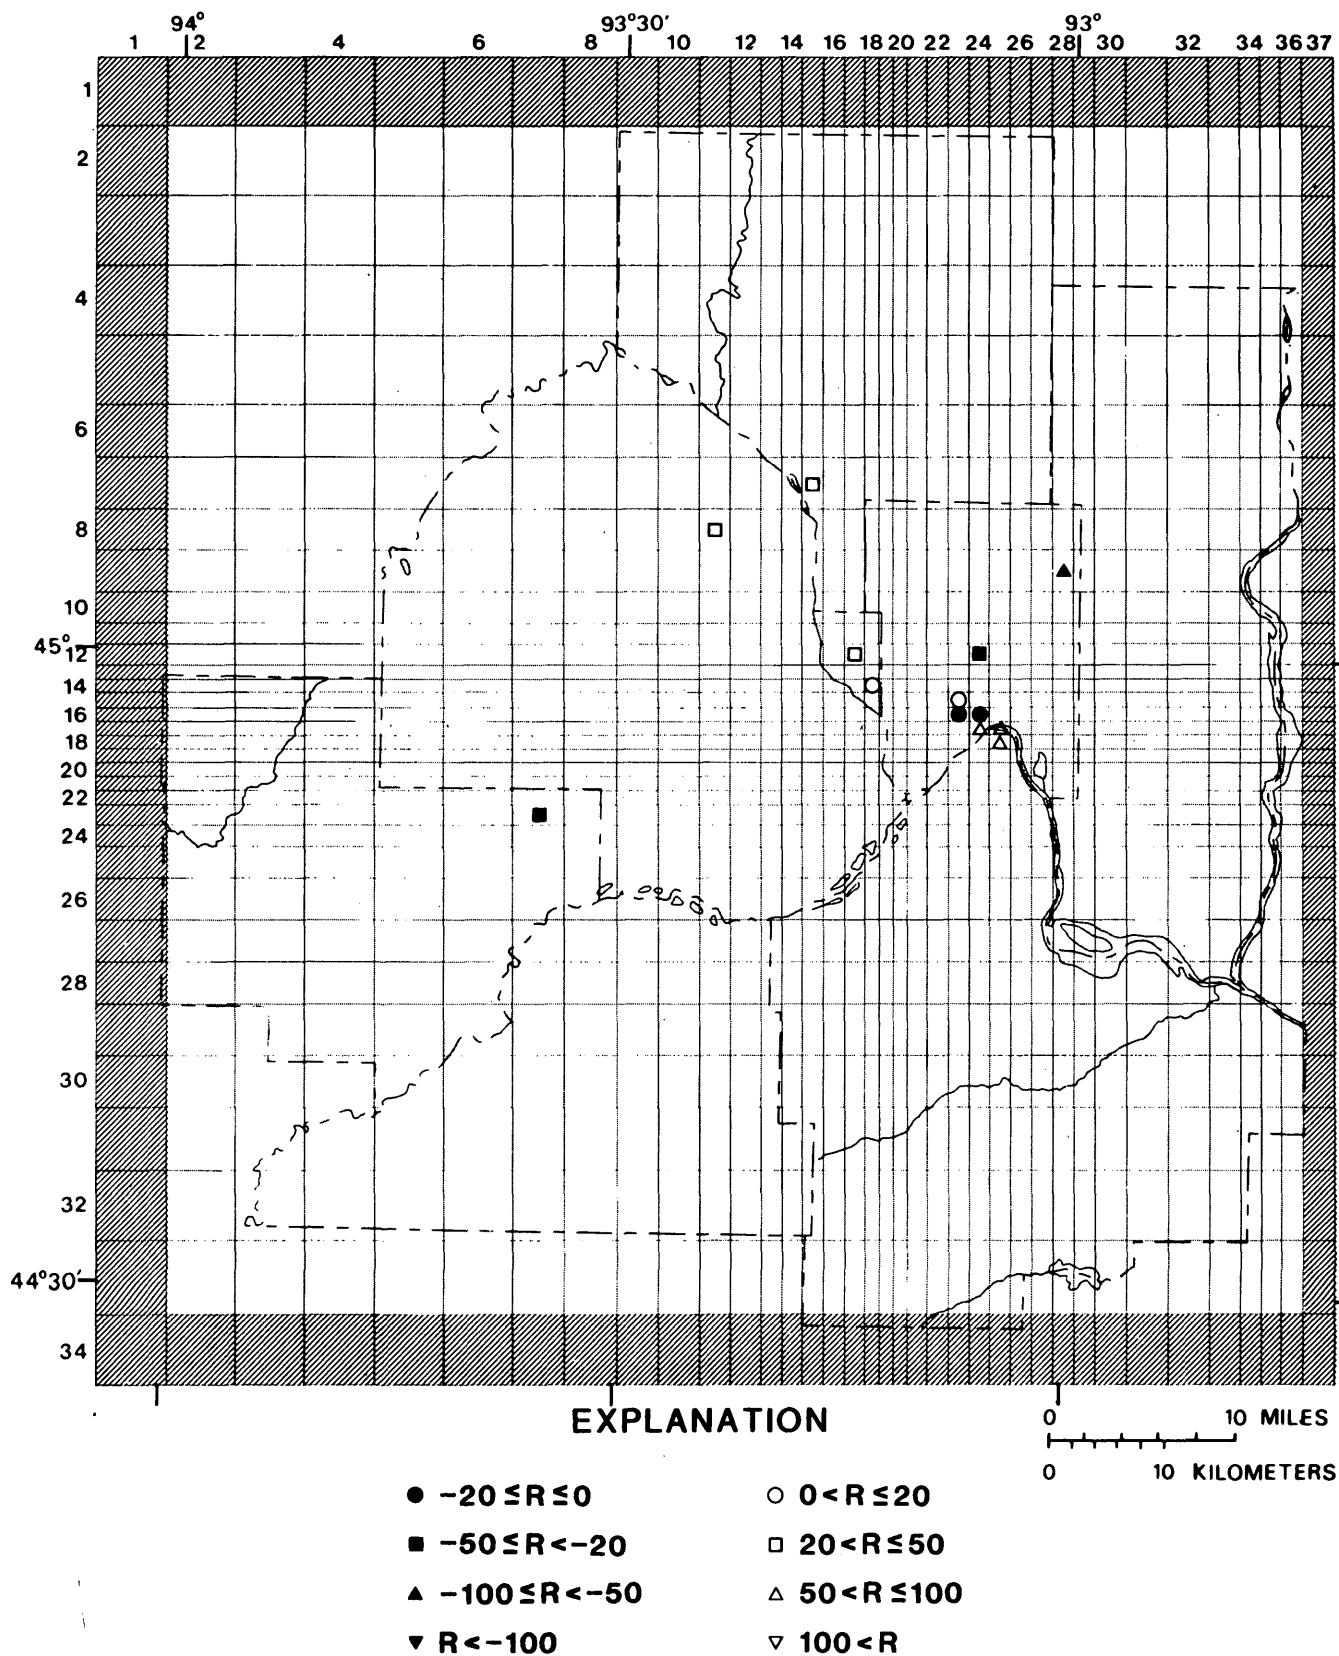 94° 93°30' 93°
1 2 4 6 8 10 12 14 16 18 20 22 24 26 28 30 32 34 36 37
1
2
4
6
8
10
45°
12
14
16
18
20
22
24
26
28
30
32
44°30'
34
EXPLANATION
0 10 MILES
0 10 KILOMETERS
● -20 ≤ R ≤ 0 ○ 0 < R ≤ 20
■ -50 ≤ R < -20 □ 20 < R ≤ 50
▲ -100 ≤ R < -50 △ 50 < R ≤ 100
▼ R < -100 ▽ 100 < R